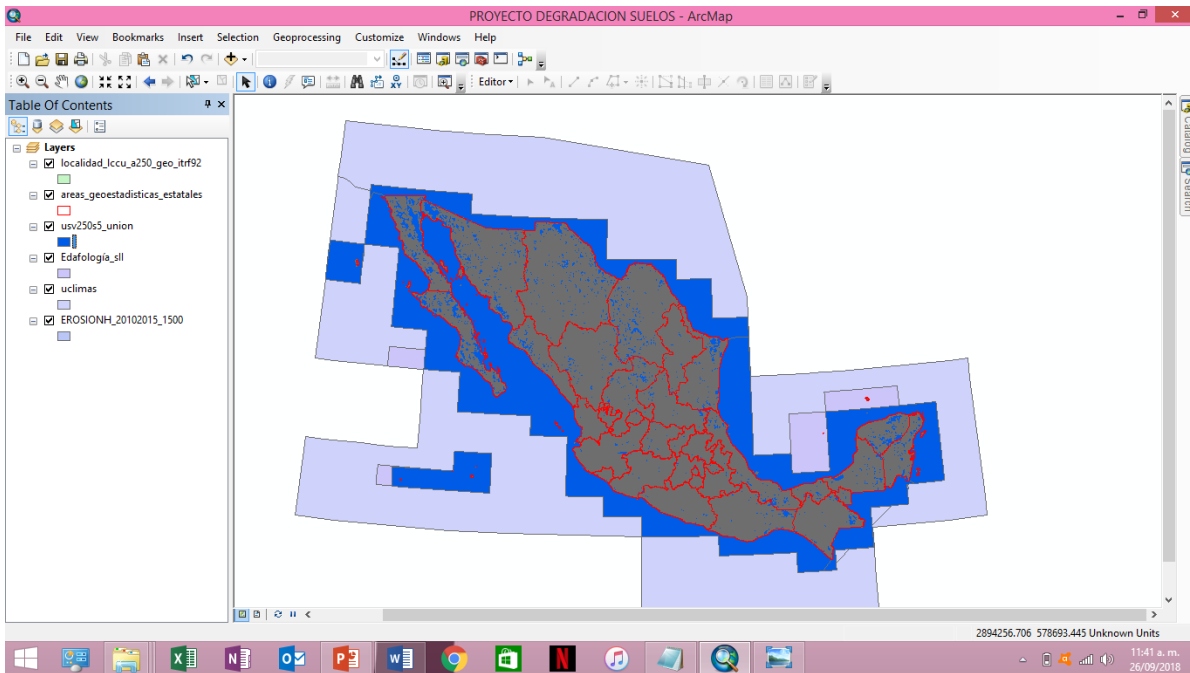 PROYECTO DEGRADACION SUELOS - ArcMap
File Edit View Bookmarks Insert Selection Geoprocessing Customize Windows Help
Editor
Table Of Contents
Layers
localidad_lccu_a250_geo_itrf92
areas_geoestadisticas_estatales
usv250s5_union
Edafología_sII
uclimas
EROSIONH_20102015_1500
Catalog
Search
2894256.706 578693.445 Unknown Units
11:41 a. m.
26/09/2018